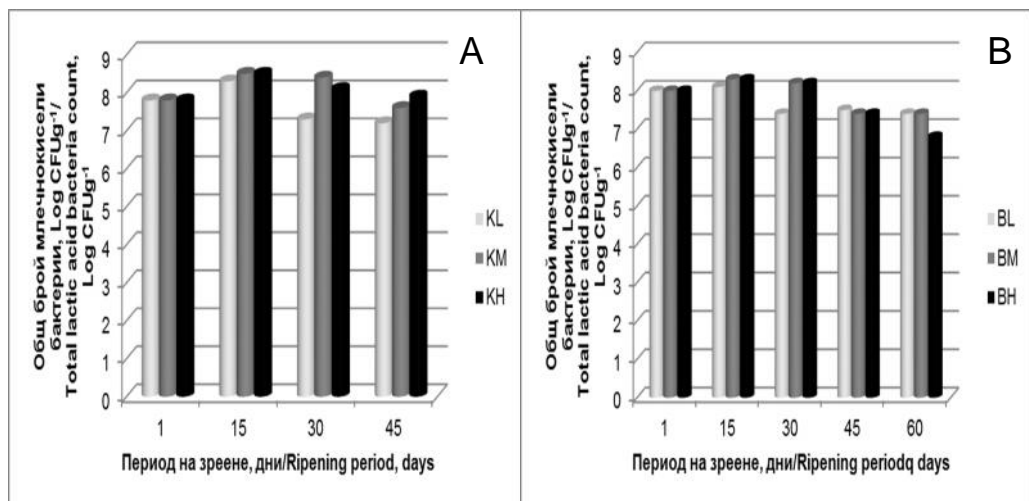 A
Общ брой млечнокисели
бактерии, Log CFUg⁻¹/
Total lactic acid bacteria count,
Log CFUg⁻¹
9
8
7
6
5
4
3
2
1
0
1 15 30 45
Период на зреене, дни/Ripening period, days
KL
KM
KH
B
Общ брой млечнокисели
бактерии, Log CFUg⁻¹/
Total lactic acid bacteria count,
Log CFUg⁻¹
9
8
7
6
5
4
3
2
1
0
1 15 30 45 60
Период на зреене, дни/Ripening periodq days
BL
BM
BH